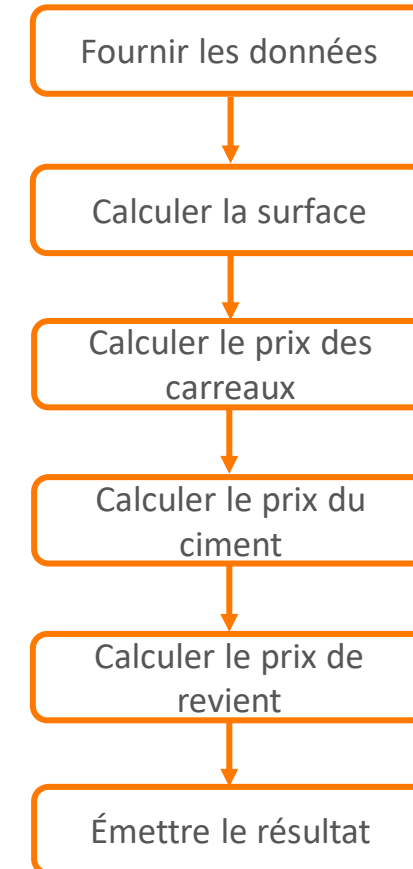 Fournir les données
Calculer la surface
Calculer le prix des
carreaux
Calculer le prix du
ciment
Calculer le prix de
revient
Émettre le résultat